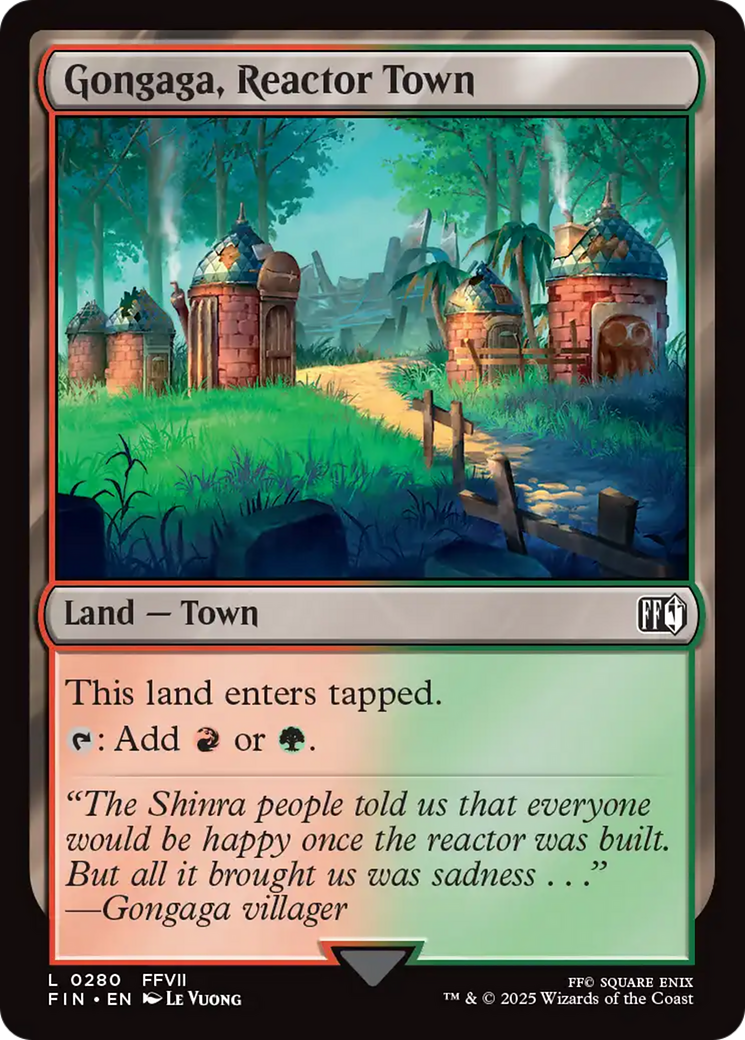 Gongaga, Reactor Town
Land — Town
FF
This land enters tapped.
: Add or .
“The Shinra people told us that everyone
would be happy once the reactor was built.
But all it brought us was sadness . . .”
—Gongaga villager
L 0280 FFVII
FIN • EN Le Vuong
FF© SQUARE ENIX
™ & © 2025 Wizards of the Coast